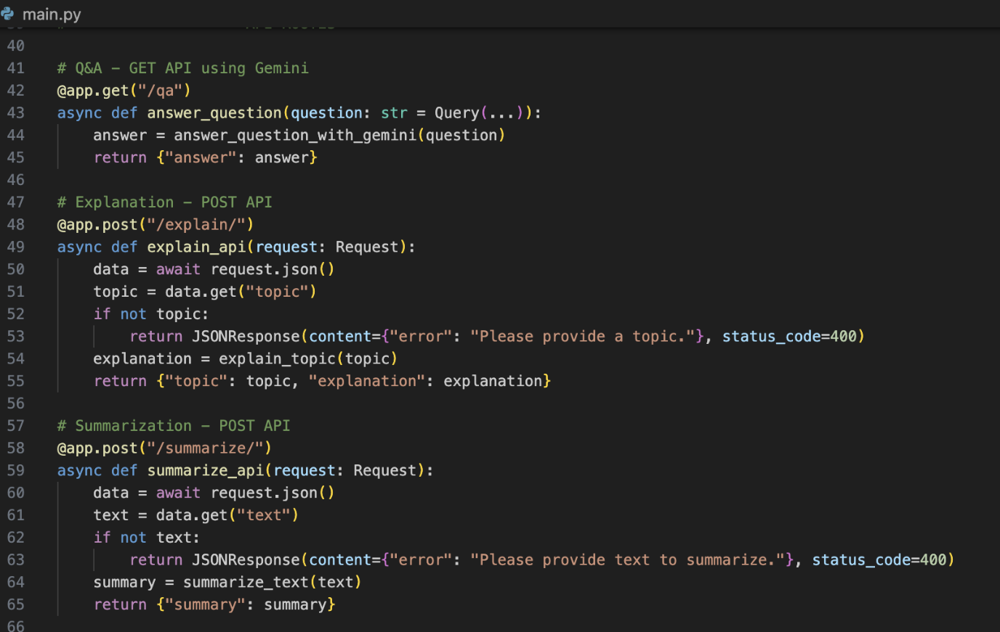 main.py
40
41 # Q&A – GET API using Gemini
42 @app.get("/qa")
43 async def answer_question(question: str = Query(...)):
44     answer = answer_question_with_gemini(question)
45     return {"answer": answer}
46
47 # Explanation – POST API
48 @app.post("/explain/")
49 async def explain_api(request: Request):
50     data = await request.json()
51     topic = data.get("topic")
52     if not topic:
53         return JSONResponse(content={"error": "Please provide a topic."}, status_code=400)
54     explanation = explain_topic(topic)
55     return {"topic": topic, "explanation": explanation}
56
57 # Summarization – POST API
58 @app.post("/summarize/")
59 async def summarize_api(request: Request):
60     data = await request.json()
61     text = data.get("text")
62     if not text:
63         return JSONResponse(content={"error": "Please provide text to summarize."}, status_code=400)
64     summary = summarize_text(text)
65     return {"summary": summary}
66